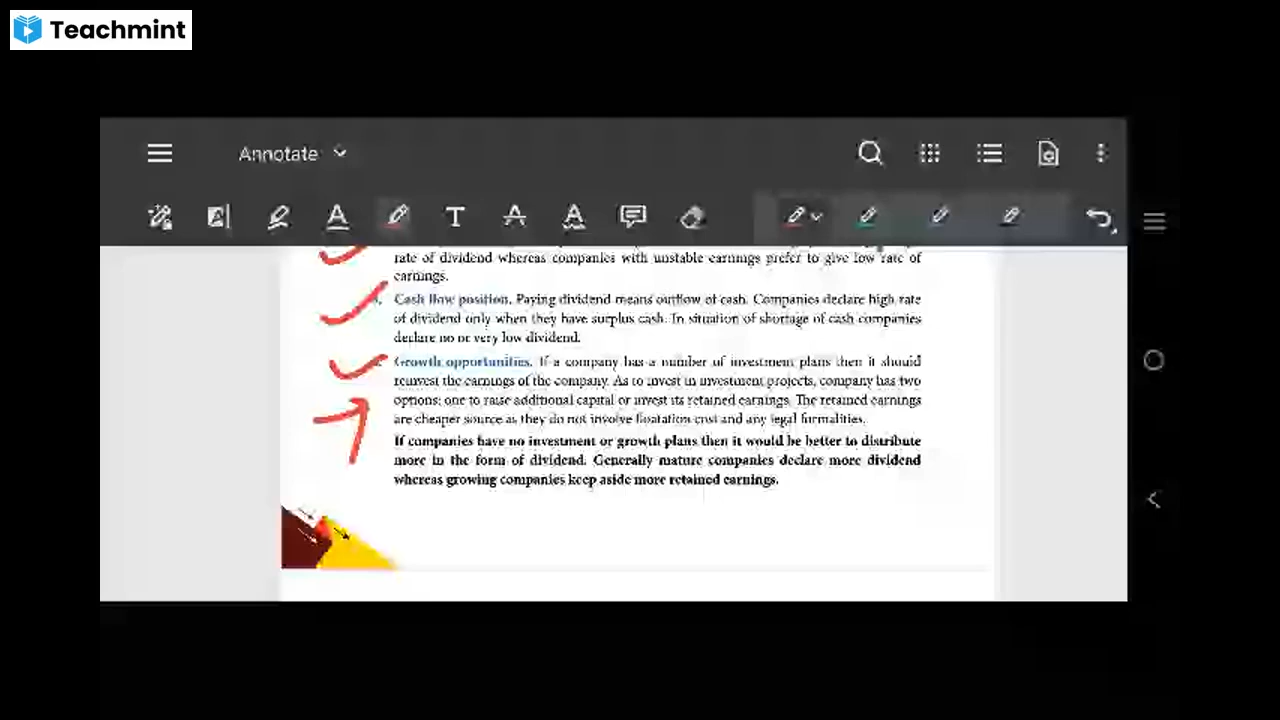 Teachmint
Annotate
T
rate of dividend whereas companies with unstable earnings prefer to give low rate of
earnings.
Cash flow position. Paying dividend means outflow of cash. Companies declare high rate
of dividend only when they have surplus cash. In situation of shortage of cash companies
declare no or very low dividend.
Growth opportunities. If a company has a number of investment plans then it should
reinvest the earnings of the company. As to invest in investment projects, company has two
options: one to raise additional capital or invest its retained earnings. The retained earnings
are cheaper source as they do not involve floatation cost and any legal formalities.
If companies have no investment or growth plans then it would be better to distribute
more in the form of dividend. Generally mature companies declare more dividend
whereas growing companies keep aside more retained earnings.